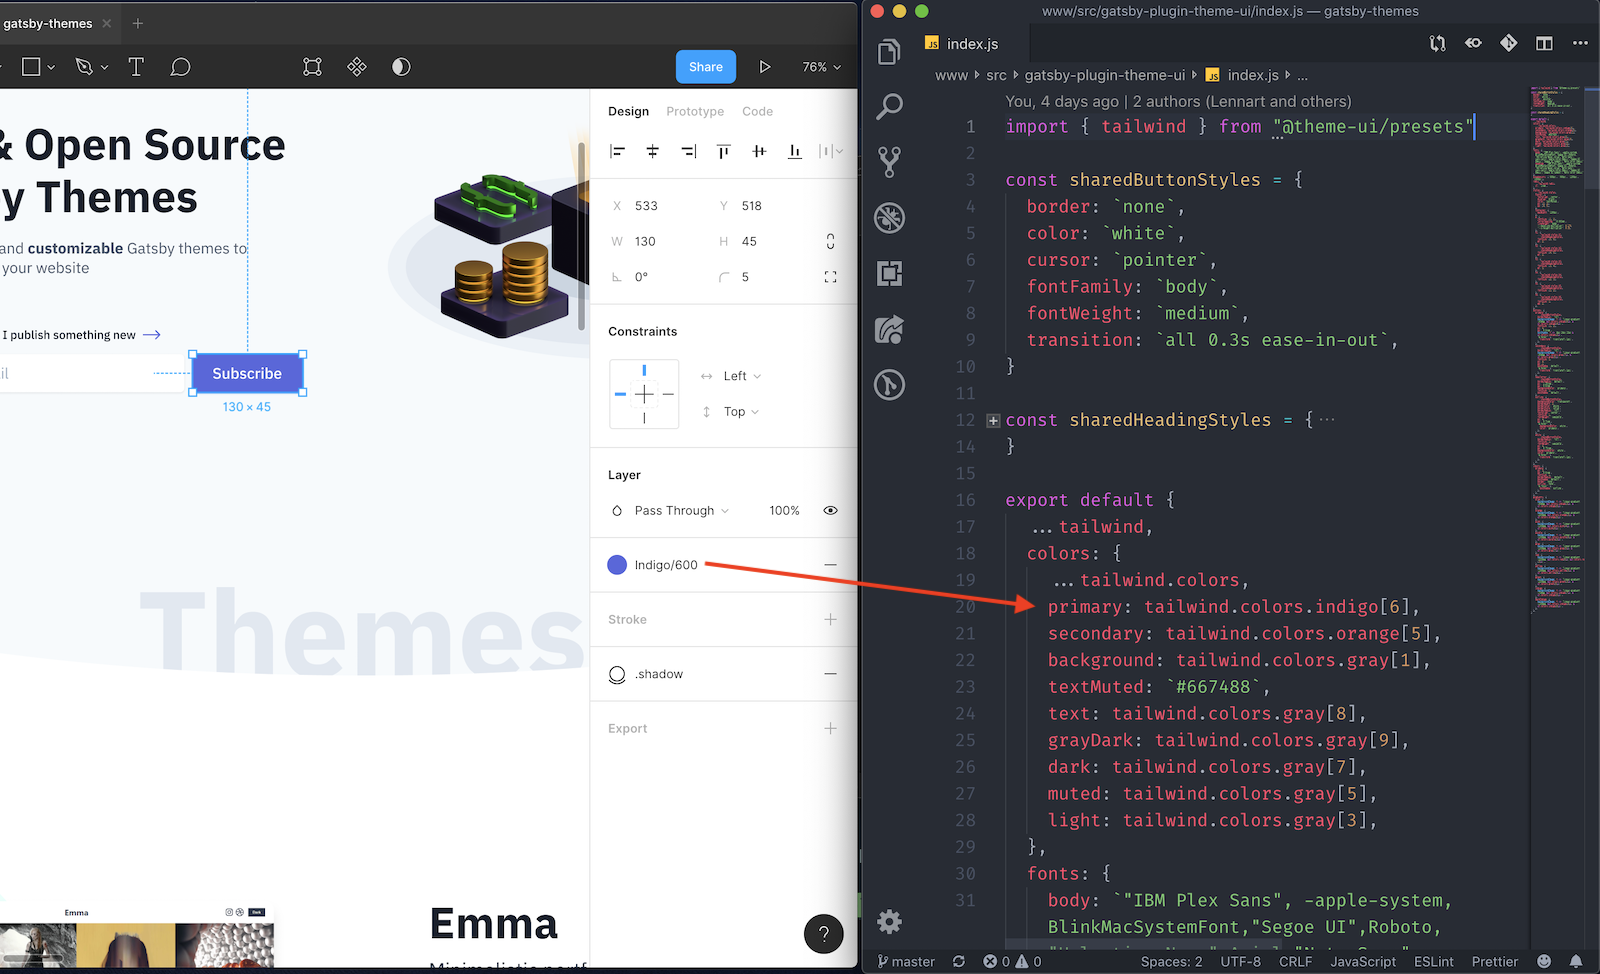 gatsby-themes
Share
76%
& Open Source
y Themes
and customizable Gatsby themes to
your website
I publish something new
il
Subscribe
130 × 45
Themes
Emma
Emma
Design Prototype Code
X 533 Y 518
W 130 H 45
0° 5
Constraints
Left
Top
Layer
Pass Through 100%
Indigo/600
Stroke
.shadow
Export
?
www/src/gatsby-plugin-theme-ui/index.js — gatsby-themes
JS index.js
www src gatsby-plugin-theme-ui JS index.js ...
You, 4 days ago | 2 authors (Lennart and others)
1 import { tailwind } from "@theme-ui/presets"
2
3 const sharedButtonStyles = {
4 border: `none`,
5 color: `white`,
6 cursor: `pointer`,
7 fontFamily: `body`,
8 fontWeight: `medium`,
9 transition: `all 0.3s ease-in-out`,
10 }
11
12 const sharedHeadingStyles = {···
14 }
15
16 export default {
17 ...tailwind,
18 colors: {
19 ...tailwind.colors,
20 primary: tailwind.colors.indigo[6],
21 secondary: tailwind.colors.orange[5],
22 background: tailwind.colors.gray[1],
23 textMuted: `#667488`,
24 text: tailwind.colors.gray[8],
25 grayDark: tailwind.colors.gray[9],
26 dark: tailwind.colors.gray[7],
27 muted: tailwind.colors.gray[5],
28 light: tailwind.colors.gray[3],
29 },
30 fonts: {
31 body: `"IBM Plex Sans", -apple-system,
BlinkMacSystemFont,"Segoe UI",Roboto,
master 0 0 Spaces: 2 UTF-8 CRLF JavaScript ESLint Prettier